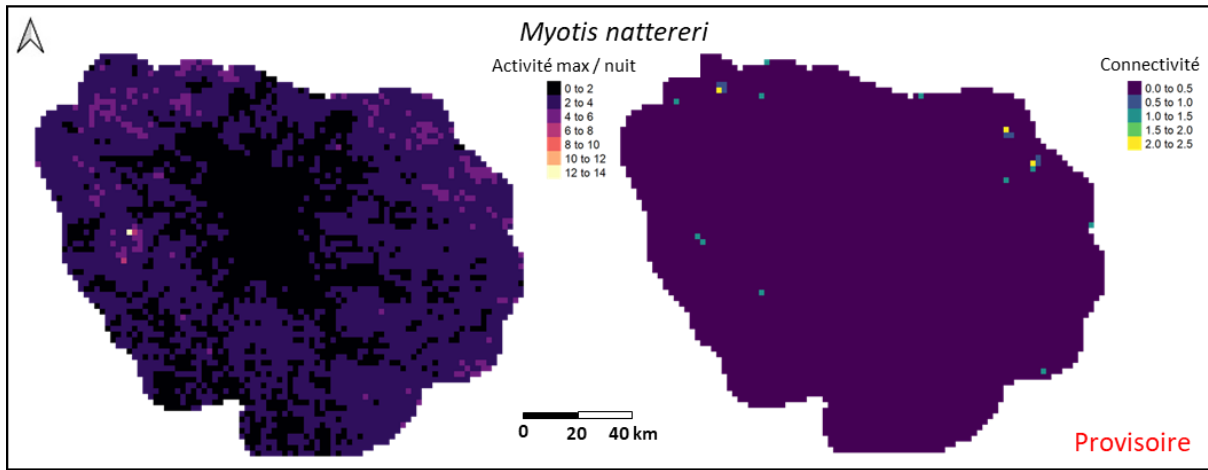 Myotis nattereri
Activité max / nuit
0 to 2
2 to 4
4 to 6
6 to 8
8 to 10
10 to 12
12 to 14
Connectivité
0.0 to 0.5
0.5 to 1.0
1.0 to 1.5
1.5 to 2.0
2.0 to 2.5
0 20 40 km
Provisoire